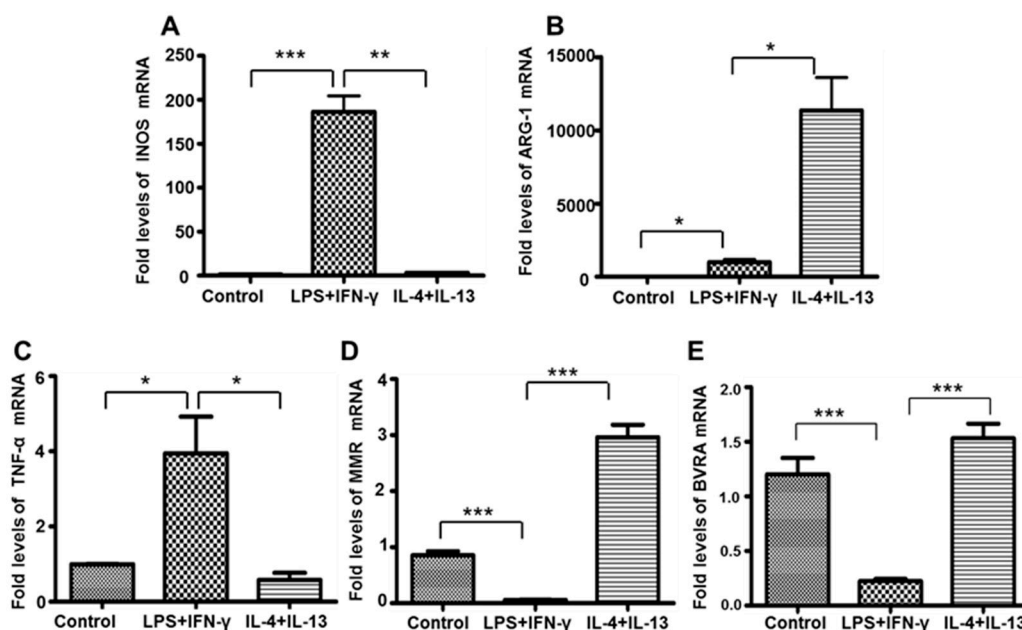 A
Fold levels of INOS mRNA
250
200
150
100
50
0
***
**
Control LPS+IFN-γ IL-4+IL-13
B
Fold levels of ARG-1 mRNA
15000
10000
5000
0
*
*
Control LPS+IFN-γ IL-4+IL-13
C
Fold levels of TNF-α mRNA
6
4
2
0
*
*
Control LPS+IFN-γ IL-4+IL-13
D
Fold levels of MMR mRNA
4
3
2
1
0
***
***
Control LPS+IFN-γ IL-4+IL-13
E
Fold levels of BVRA mRNA
2.0
1.5
1.0
0.5
0.0
***
***
Control LPS+IFN-γ IL-4+IL-13